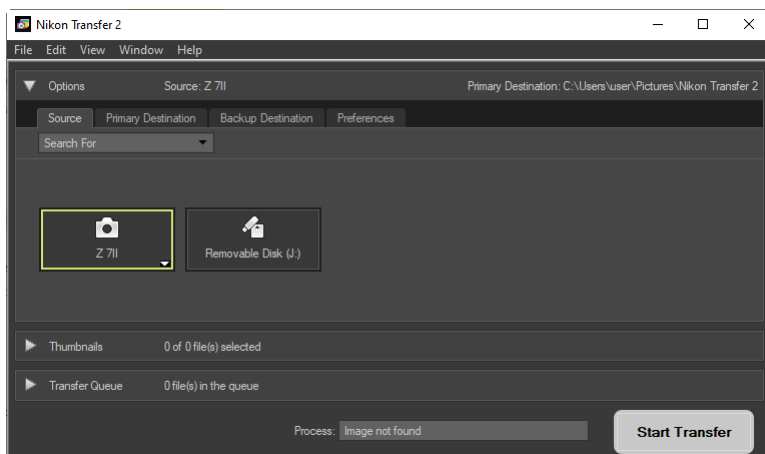 Nikon Transfer 2
File Edit View Window Help
Options Source: Z 7II Primary Destination: C:\Users\user\Pictures\Nikon Transfer 2
Source Primary Destination Backup Destination Preferences
Search For
Z 7II Removable Disk (J:)
Thumbnails 0 of 0 file(s) selected
Transfer Queue 0 file(s) in the queue
Process: Image not found Start Transfer